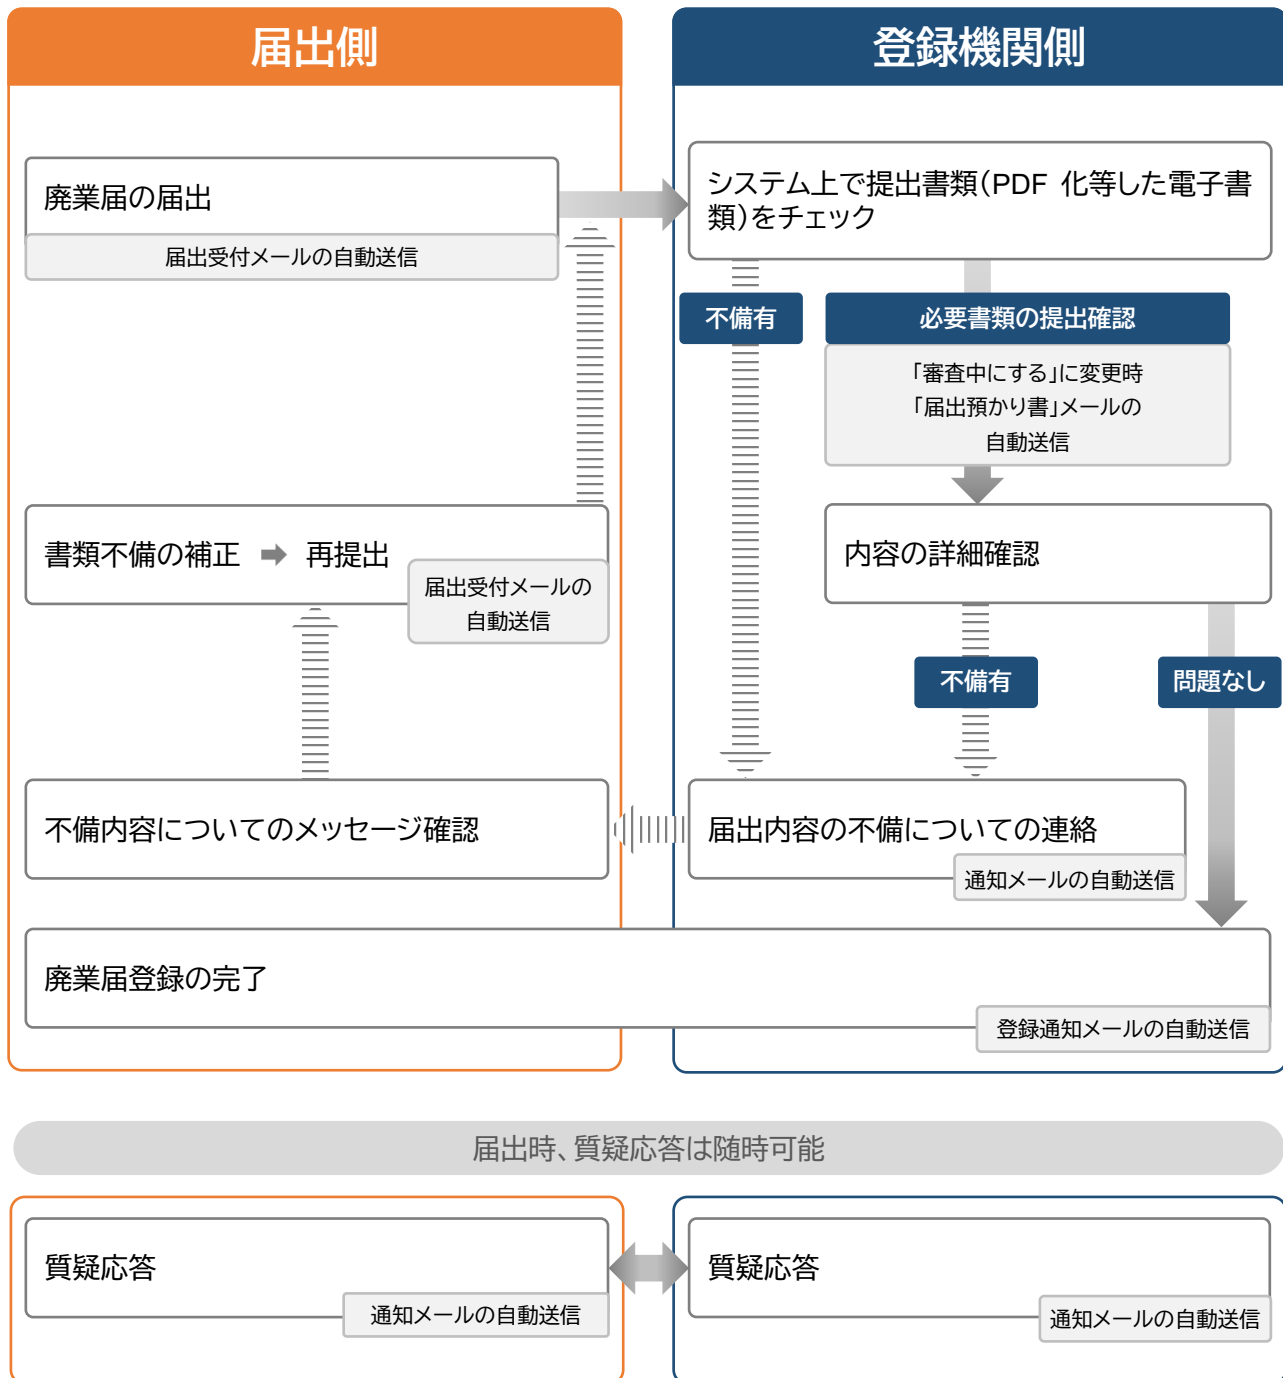 届出側
登録機関側
廃業届の届出
届出受付メールの自動送信
システム上で提出書類(PDF 化等した電子書
類)をチェック
不備有
必要書類の提出確認
「審査中にする」に変更時
「届出預かり書」メールの
自動送信
書類不備の補正 ➡ 再提出
届出受付メールの
自動送信
内容の詳細確認
不備有
問題なし
不備内容についてのメッセージ確認
届出内容の不備についての連絡
通知メールの自動送信
廃業届登録の完了
登録通知メールの自動送信
届出時、質疑応答は随時可能
質疑応答
通知メールの自動送信
質疑応答
通知メールの自動送信